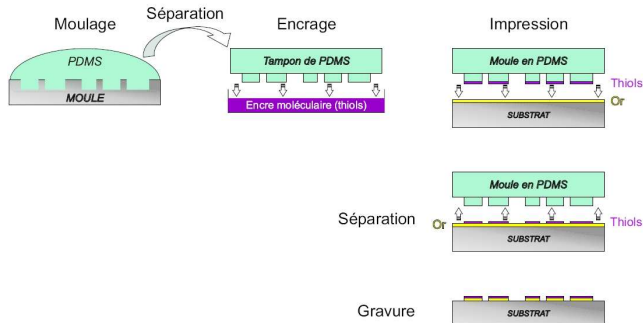 Moulage
Séparation
Encrage
Impression
PDMS
MOULE
Tampon de PDMS
Encre moléculaire (thiols)
Moule en PDMS
Thiols
Or
SUBSTRAT
Séparation
Moule en PDMS
Or
Thiols
SUBSTRAT
Gravure
SUBSTRAT